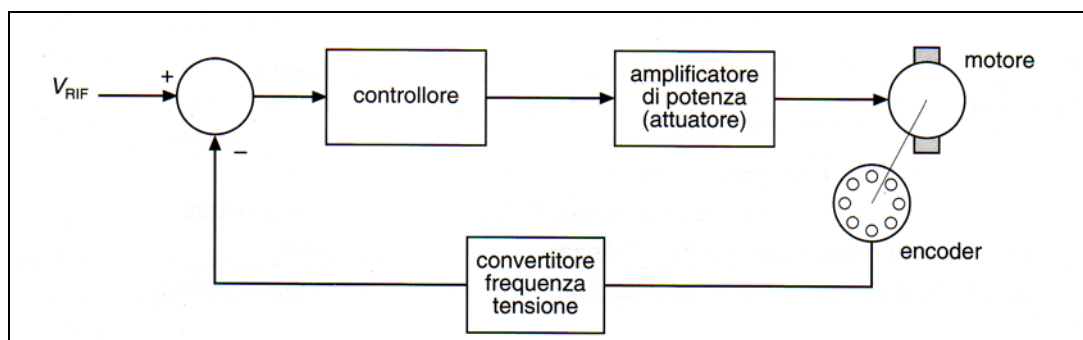 V_RIF
+
−
controllore
amplificatore
di potenza
(attuatore)
motore
encoder
convertitore
frequenza
tensione